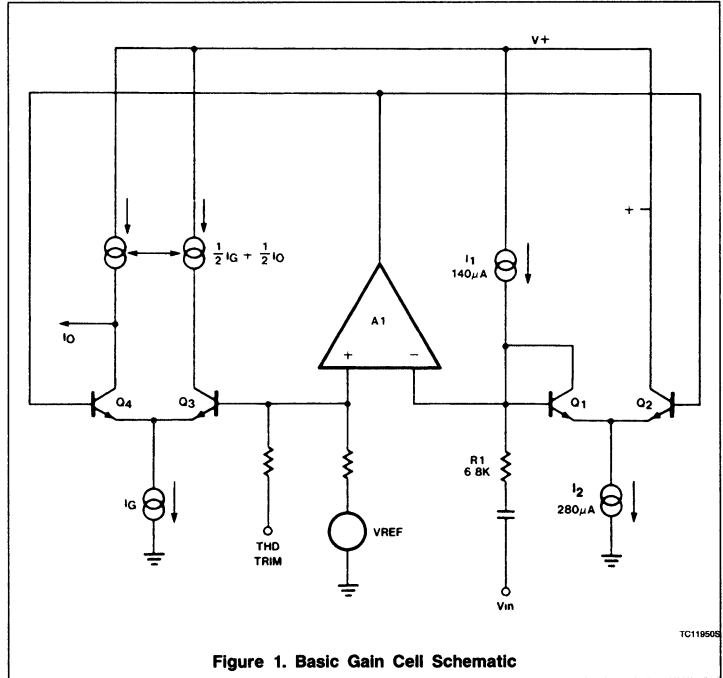 V+
+
½ IG + ½ IO
I1
140µA
IO
A1
+ −
Q4
Q3
Q1
Q2
R1
6 8K
IG
I2
280µA
VREF
THD
TRIM
Vin
TC11950S
Figure 1. Basic Gain Cell Schematic